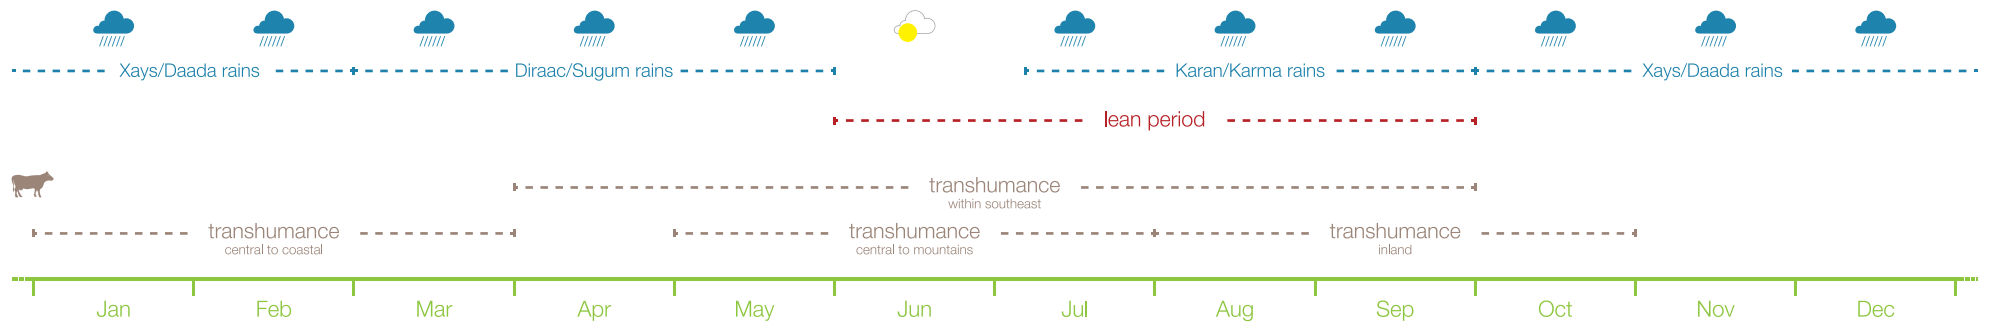 Xays/Daada rains
Diraac/Sugum rains
Karan/Karma rains
Xays/Daada rains
lean period
transhumance
within southeast
transhumance
central to coastal
transhumance
central to mountains
transhumance
inland
Jan
Feb
Mar
Apr
May
Jun
Jul
Aug
Sep
Oct
Nov
Dec